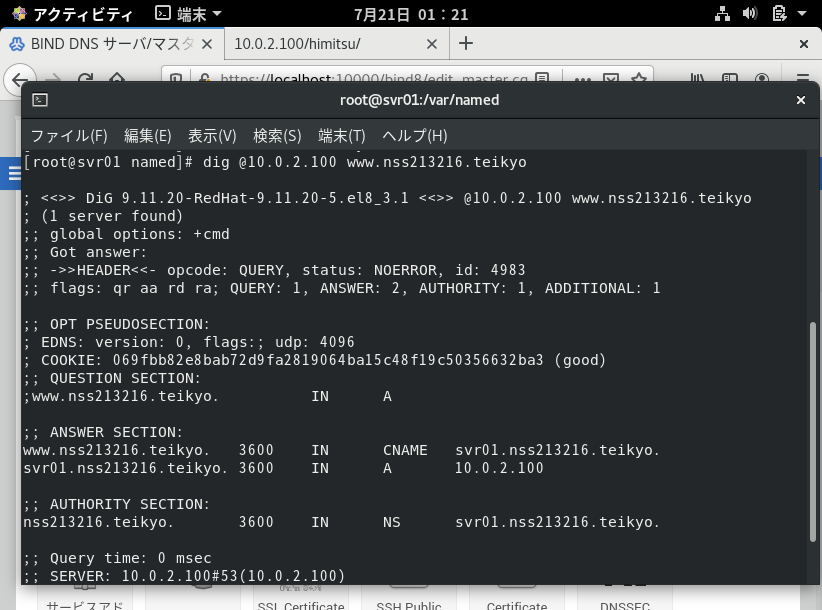 アクティビティ 端末 7月21日 01：21
BIND DNS サーバ/マスタ 10.0.2.100/himitsu/
https://localhost:10000/bind8/edit_master.cg
root@svr01:/var/named
ファイル(F) 編集(E) 表示(V) 検索(S) 端末(T) ヘルプ(H)
[root@svr01 named]# dig @10.0.2.100 www.nss213216.teikyo
; <<>> DiG 9.11.20-RedHat-9.11.20-5.el8_3.1 <<>> @10.0.2.100 www.nss213216.teikyo
; (1 server found)
;; global options: +cmd
;; Got answer:
;; ->>HEADER<<- opcode: QUERY, status: NOERROR, id: 4983
;; flags: qr aa rd ra; QUERY: 1, ANSWER: 2, AUTHORITY: 1, ADDITIONAL: 1
;; OPT PSEUDOSECTION:
; EDNS: version: 0, flags:; udp: 4096
; COOKIE: 069fbb82e8bab72d9fa2819064ba15c48f19c50356632ba3 (good)
;; QUESTION SECTION:
;www.nss213216.teikyo. IN A
;; ANSWER SECTION:
www.nss213216.teikyo. 3600 IN CNAME svr01.nss213216.teikyo.
svr01.nss213216.teikyo. 3600 IN A 10.0.2.100
;; AUTHORITY SECTION:
nss213216.teikyo. 3600 IN NS svr01.nss213216.teikyo.
;; Query time: 0 msec
;; SERVER: 10.0.2.100#53(10.0.2.100)
サービスアド SSL Certificate SSH Public Certificate DNSSEC